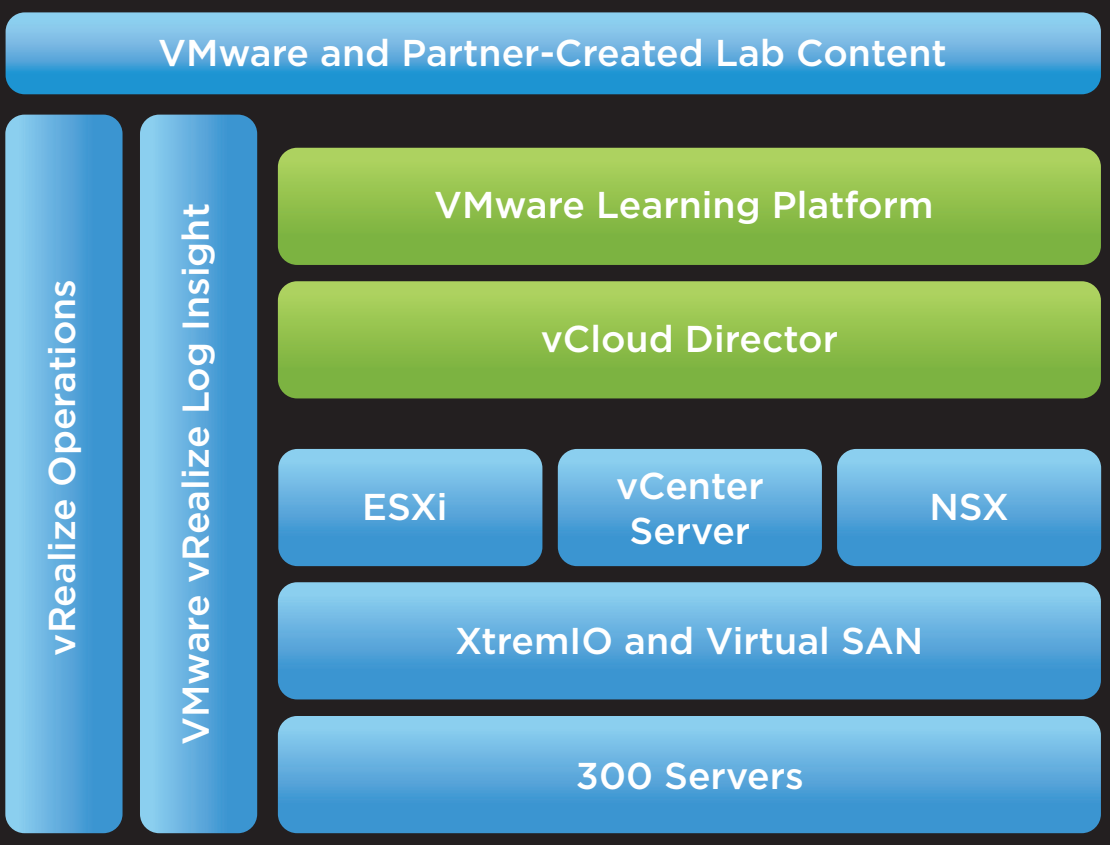 VMware and Partner-Created Lab Content
vRealize Operations
VMware vRealize Log Insight
VMware Learning Platform
vCloud Director
ESXi
vCenter
Server
NSX
XtremIO and Virtual SAN
300 Servers